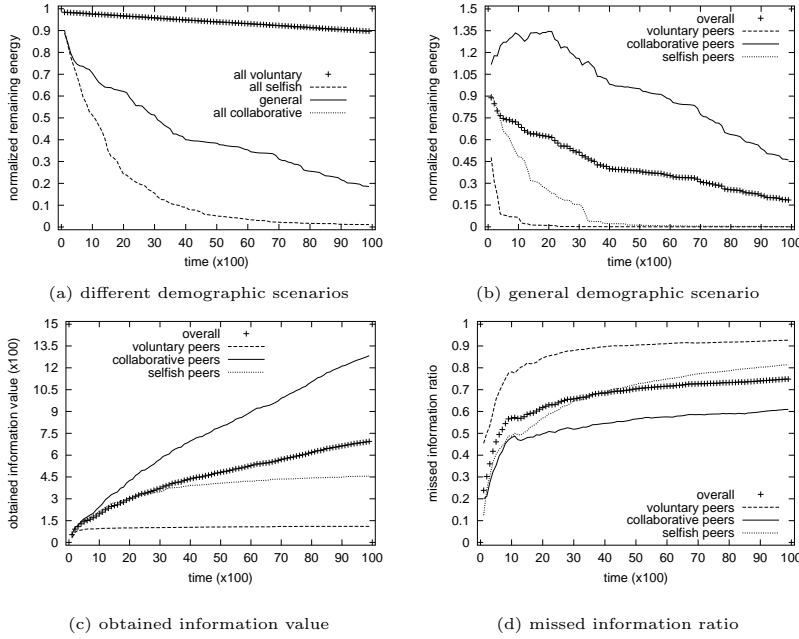 1
0.9
0.8
0.7
0.6
0.5
0.4
0.3
0.2
0.1
0
normalized remaining energy
all voluntary
all selfish
general
all collaborative
0 10 20 30 40 50 60 70 80 90 100
time (x100)
(a) different demographic scenarios
1.5
1.35
1.2
1.05
0.9
0.75
0.6
0.45
0.3
0.15
0
normalized remaining energy
overall
voluntary peers
collaborative peers
selfish peers
0 10 20 30 40 50 60 70 80 90 100
time (x100)
(b) general demographic scenario
15
13.5
12
10.5
9
7.5
6
4.5
3
1.5
0
obtained information value (x100)
overall
voluntary peers
collaborative peers
selfish peers
0 10 20 30 40 50 60 70 80 90 100
time (x100)
(c) obtained information value
1
0.9
0.8
0.7
0.6
0.5
0.4
0.3
0.2
0.1
0
missed information ratio
overall
voluntary peers
collaborative peers
selfish peers
0 10 20 30 40 50 60 70 80 90 100
time (x100)
(d) missed information ratio